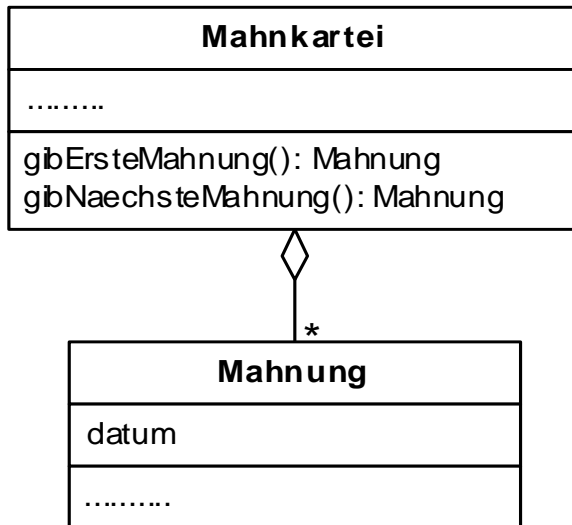 Mahnkartei
.........
gibErsteMahnung(): Mahnung
gibNaechsteMahnung(): Mahnung
*
Mahnung
datum
..........